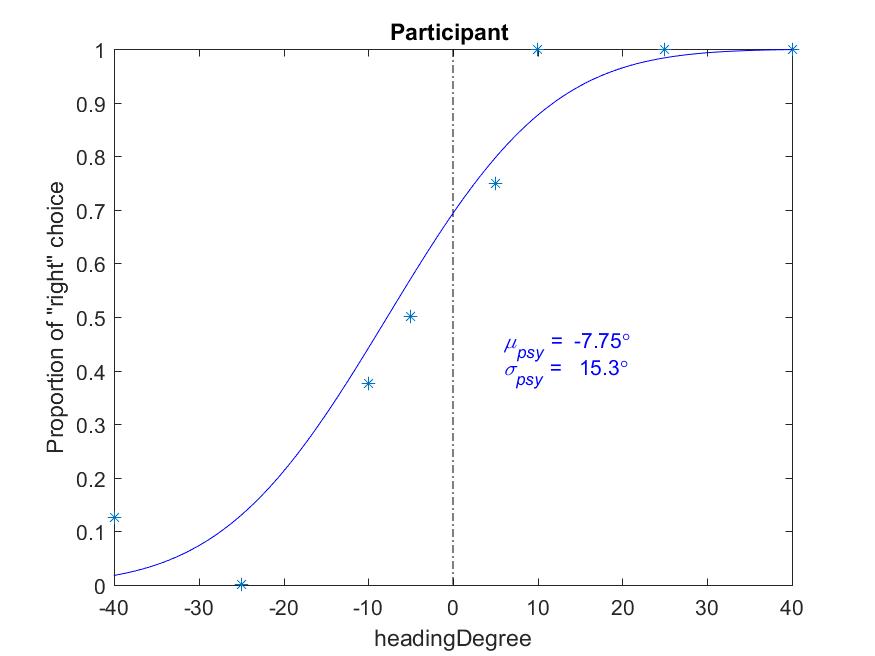 Participant
1
0.9
0.8
0.7
0.6
0.5
0.4
0.3
0.2
0.1
0
Proportion of "right" choice
μpsy = -7.75°
σpsy = 15.3°
-40 -30 -20 -10 0 10 20 30 40
headingDegree